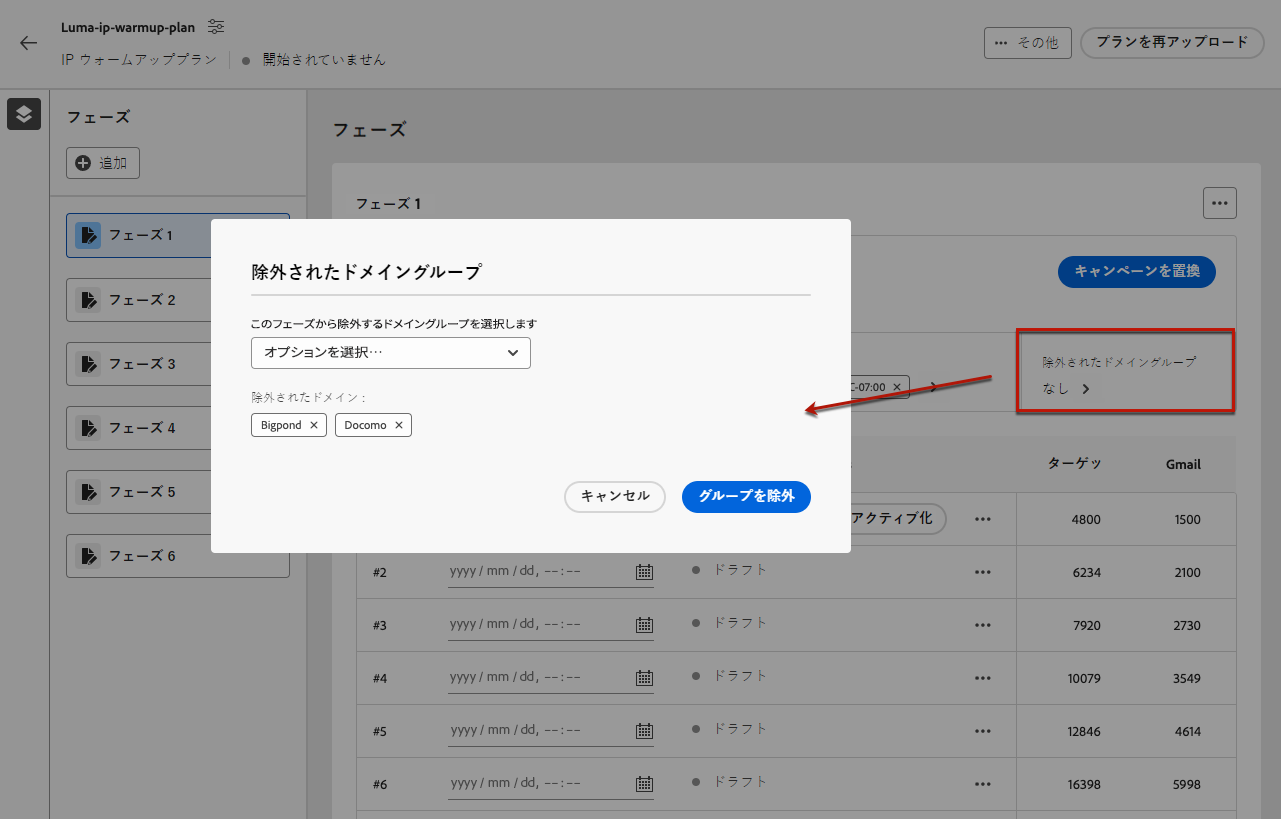 Luma-ip-warmup-plan
IP ウォームアッププラン
開始されていません
••• その他
プランを再アップロード
フェーズ
追加
フェーズ 1
フェーズ 2
フェーズ 3
フェーズ 4
フェーズ 5
フェーズ 6
フェーズ
フェーズ 1
キャンペーンを置換
除外されたドメイングループ
なし
-07:00
除外されたドメイングループ
このフェーズから除外するドメイングループを選択します
オプションを選択…
除外されたドメイン :
Bigpond
Docomo
キャンセル
グループを除外
ターゲッ Gmail
アクティブ化 4800 1500
#2 yyyy / mm / dd, −− : −− ドラフト 6234 2100
#3 yyyy / mm / dd, −− : −− ドラフト 7920 2730
#4 yyyy / mm / dd, −− : −− ドラフト 10079 3549
#5 yyyy / mm / dd, −− : −− ドラフト 12846 4614
#6 yyyy / mm / dd, −− : −− ドラフト 16398 5998